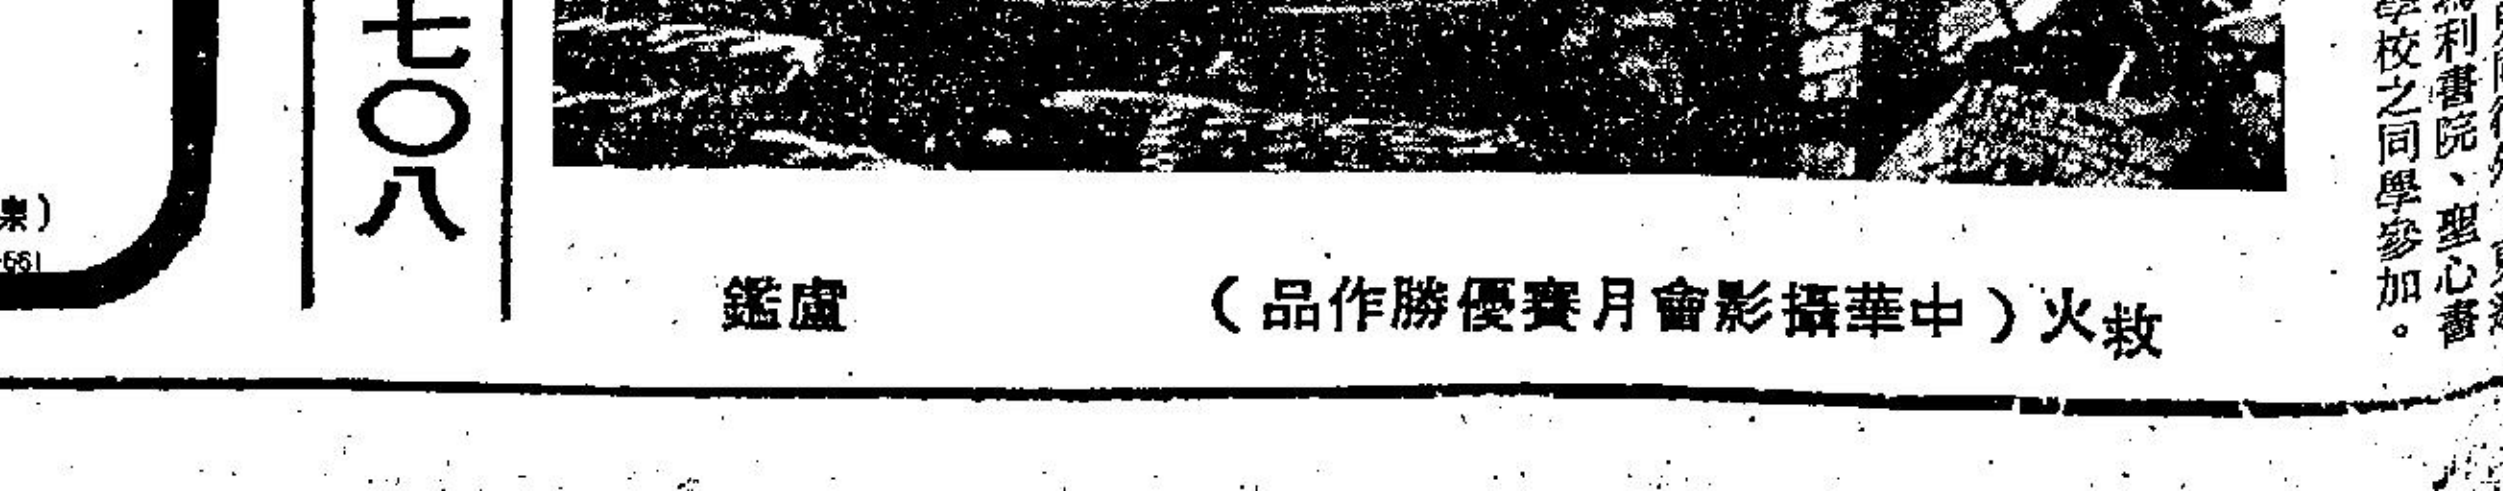 利書院、聖心書
學校之同學參加。
救火（中華攝影會月賽優勝作品）
盧鑑
七〇八